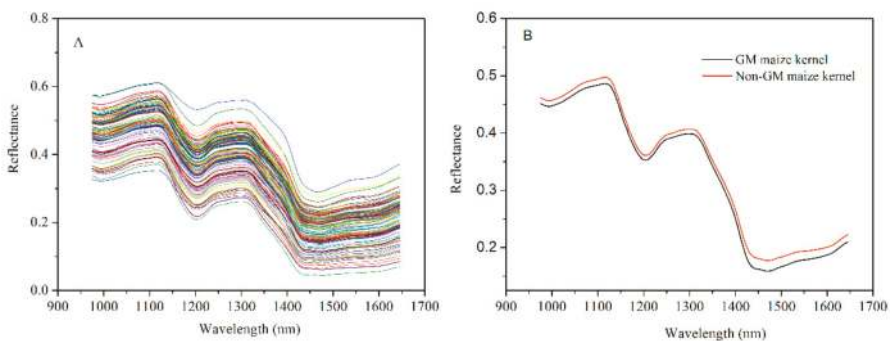 A
0.8
0.6
0.4
0.2
0.0
Reflectance
900 1000 1100 1200 1300 1400 1500 1600 1700
Wavelength (nm)
B
0.6
0.5
0.4
0.3
0.2
Reflectance
GM maize kernel
Non-GM maize kernel
900 1000 1100 1200 1300 1400 1500 1600 1700
Wavelength (nm)